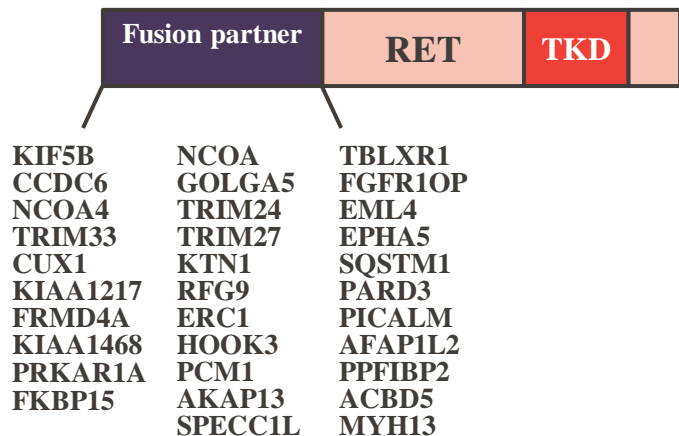 Fusion partner
RET
TKD
KIF5B
CCDC6
NCOA4
TRIM33
CUX1
KIAA1217
FRMD4A
KIAA1468
PRKAR1A
FKBP15
NCOA
GOLGA5
TRIM24
TRIM27
KTN1
RFG9
ERC1
HOOK3
PCM1
AKAP13
SPECC1L
TBLXR1
FGFR1OP
EML4
EPHA5
SQSTM1
PARD3
PICALM
AFAP1L2
PPFIBP2
ACBD5
MYH13